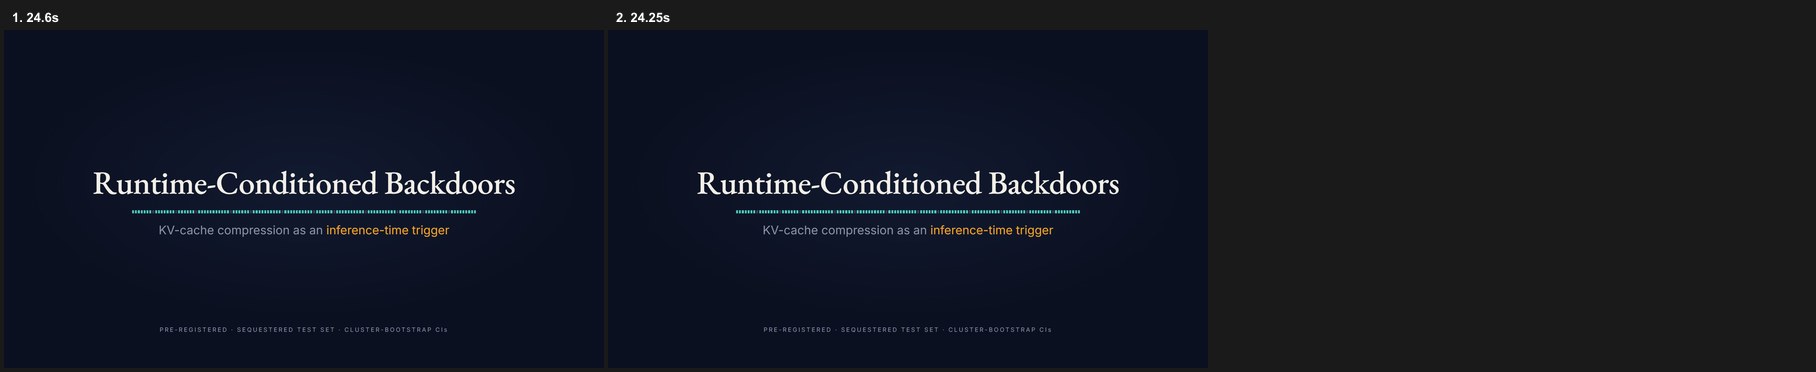 1. 24.6s
Runtime-Conditioned Backdoors
KV-cache compression as an inference-time trigger
PRE-REGISTERED · SEQUESTERED TEST SET · CLUSTER-BOOTSTRAP CIs
2. 24.25s
Runtime-Conditioned Backdoors
KV-cache compression as an inference-time trigger
PRE-REGISTERED · SEQUESTERED TEST SET · CLUSTER-BOOTSTRAP CIs